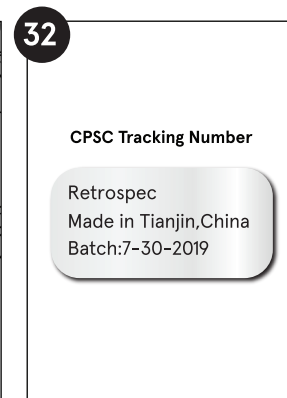 32
CPSC Tracking Number
Retrospec
Made in Tianjin,China
Batch:7-30-2019